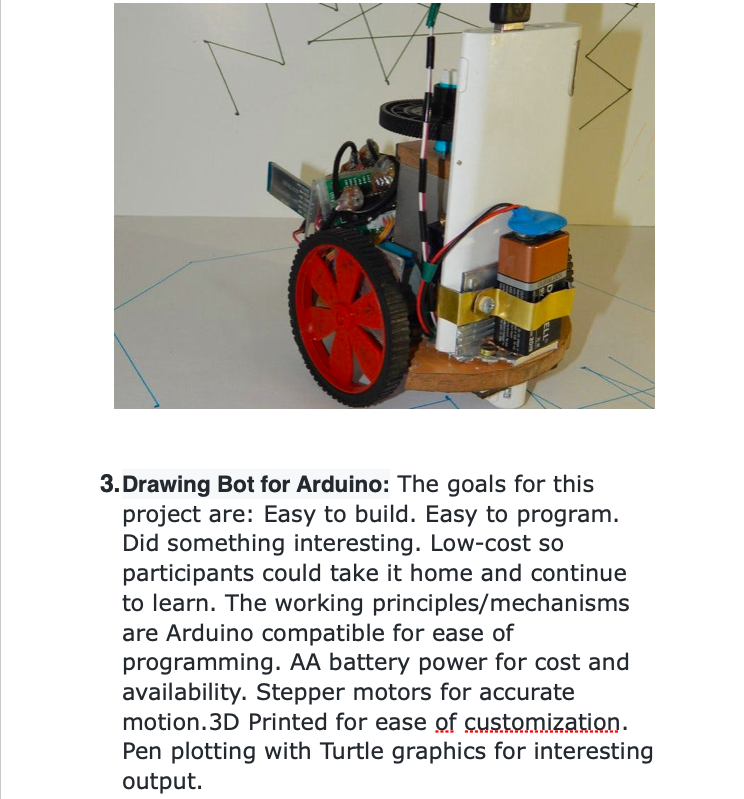 3. Drawing Bot for Arduino: The goals for this
project are: Easy to build. Easy to program.
Did something interesting. Low-cost so
participants could take it home and continue
to learn. The working principles/mechanisms
are Arduino compatible for ease of
programming. AA battery power for cost and
availability. Stepper motors for accurate
motion.3D Printed for ease of customization.
Pen plotting with Turtle graphics for interesting
output.